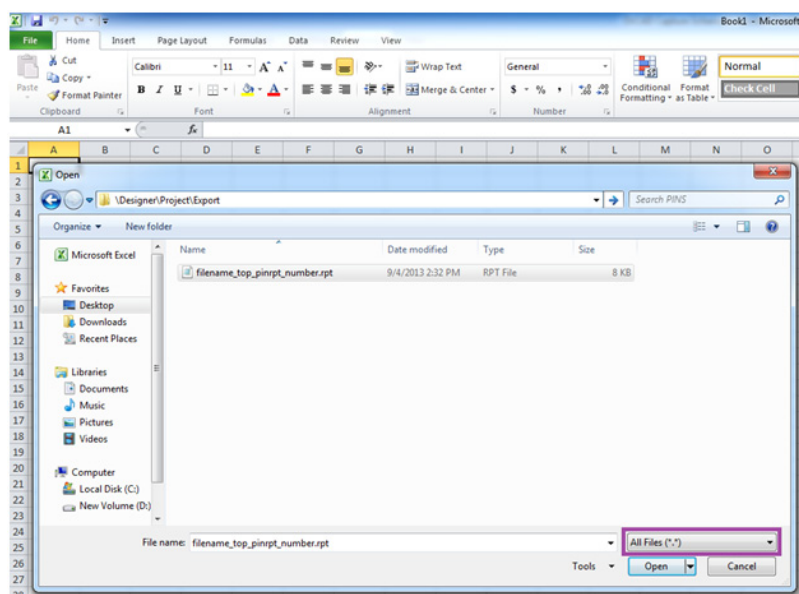 Book1 - Microsoft
File Home Insert Page Layout Formulas Data Review View
Cut
Copy
Format Painter
Paste
Calibri 11
B I U
Wrap Text
Merge & Center
General
$ % ,
Conditional Formatting
Format as Table
Normal
Check Cell
Clipboard Font Alignment Number
A1 fx
A B C D E F G H I J K L M N O
1
2
3
4
5
6
7
8
9
10
11
12
13
14
15
16
17
18
19
20
21
22
23
24
25
26
27
Open
\Designer\Project\Export
Search PINS
Organize New folder
Name Date modified Type Size
filename_top_pinrpt_number.rpt 9/4/2013 2:32 PM RPT File 8 KB
Microsoft Excel
Favorites
Desktop
Downloads
Recent Places
Libraries
Documents
Music
Pictures
Videos
Computer
Local Disk (C:)
New Volume (D:)
File name: filename_top_pinrpt_number.rpt
All Files (*.*)
Tools Open Cancel